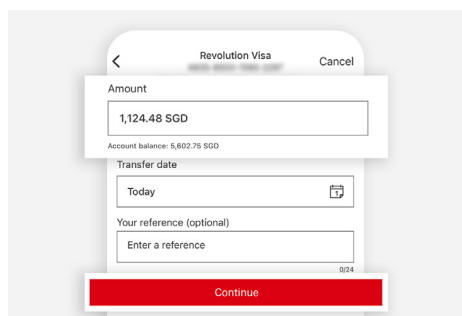 Revolution Visa
Cancel
Amount
1,124.48 SGD
Account balance: 5,602.75 SGD
Transfer date
Today
1
Your reference (optional)
Enter a reference
0/24
Continue